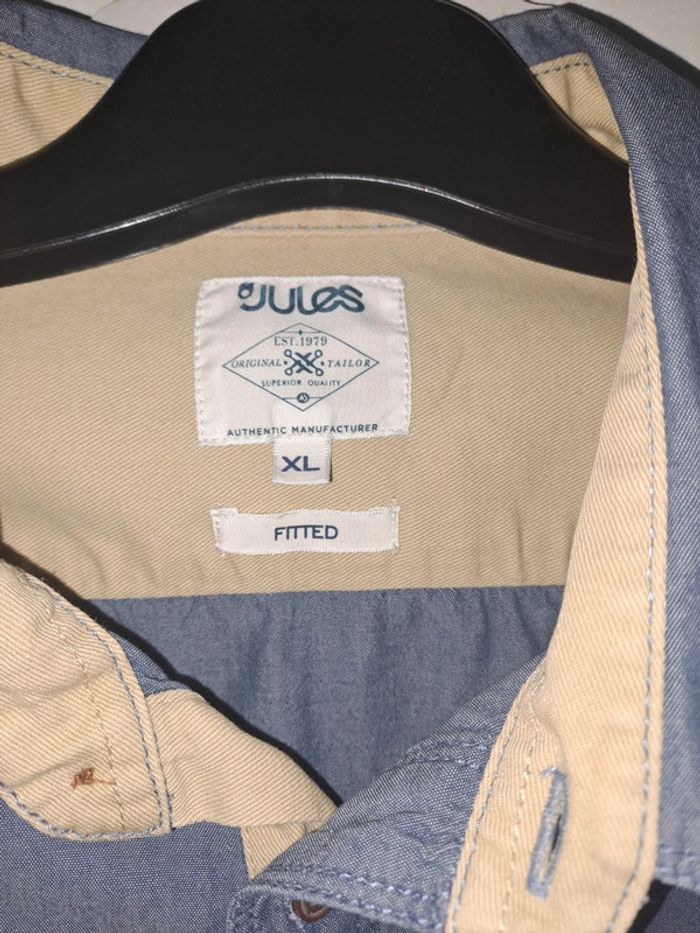 JULES
EST. 1979
ORIGINAL TAILOR
SUPERIOR QUALITY
AUTHENTIC MANUFACTURER
XL
FITTED